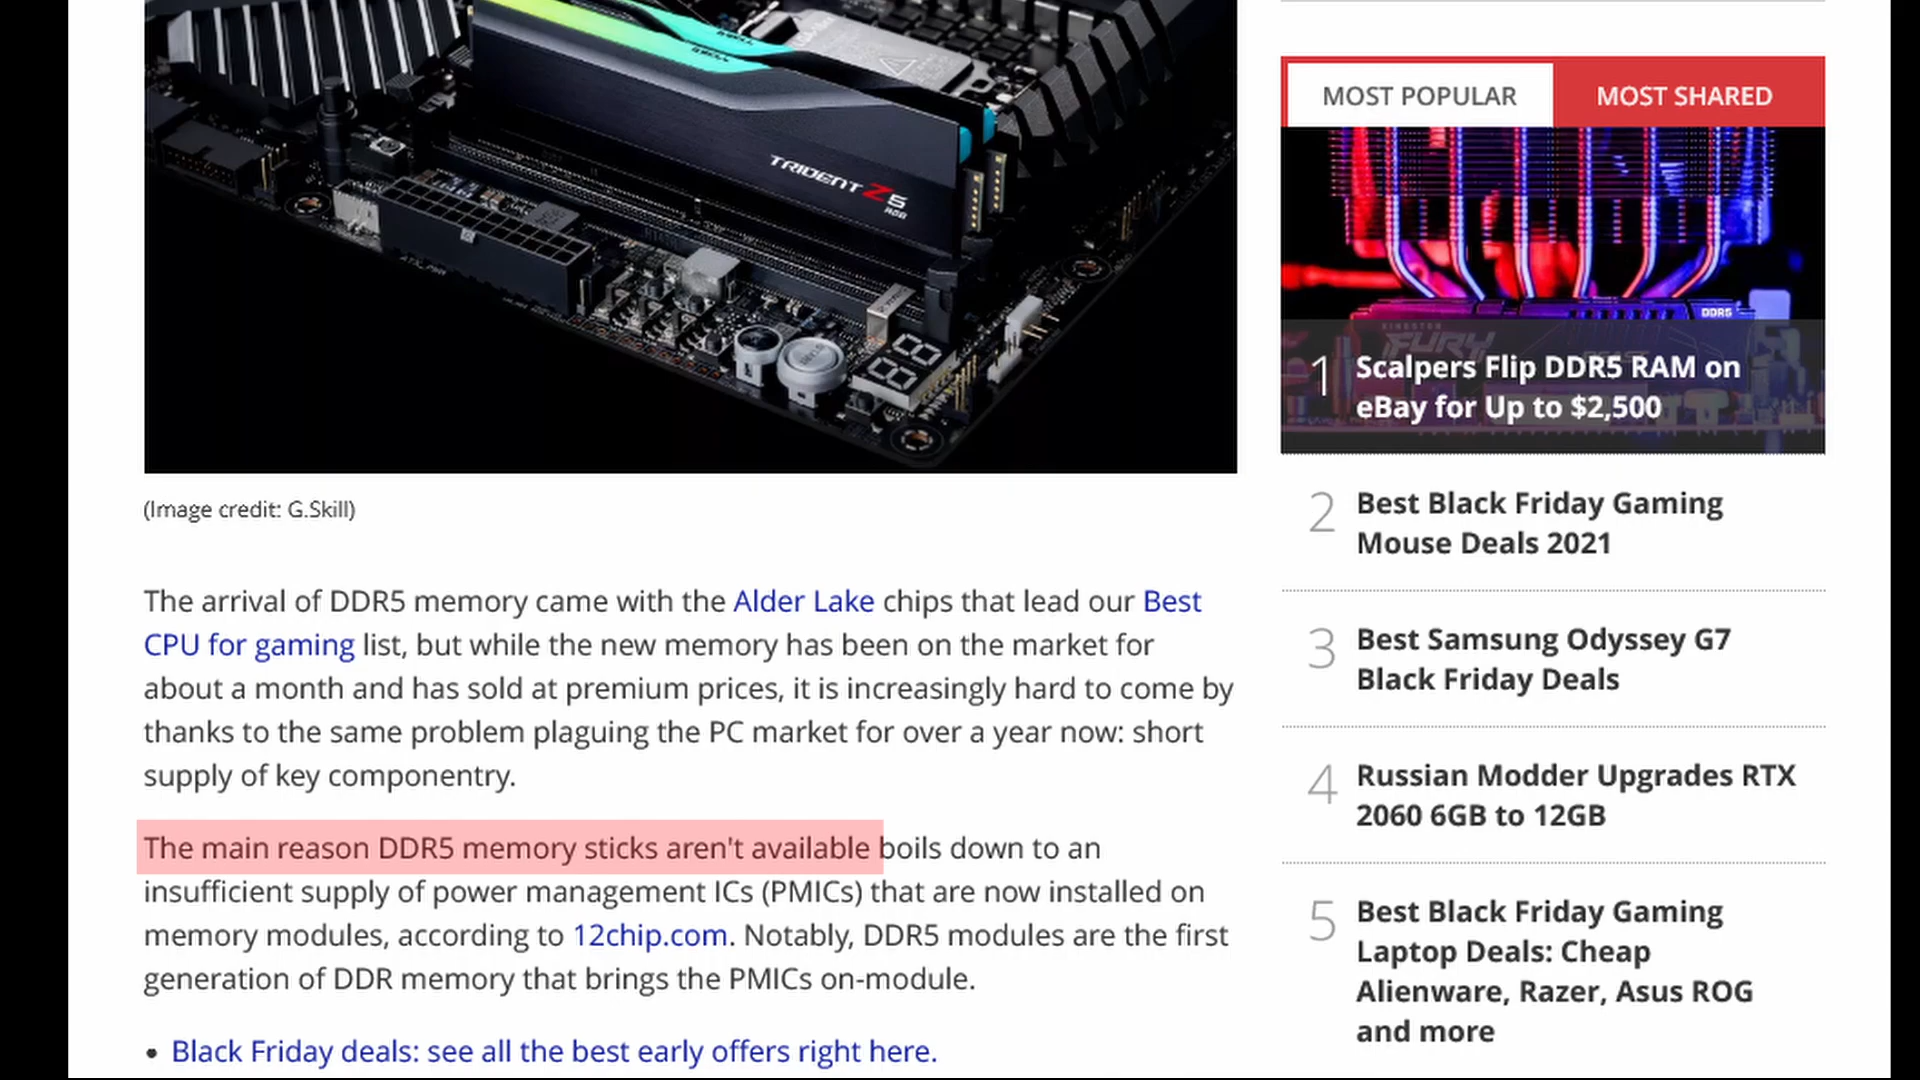 TRIDENT Z5
RGB
(Image credit: G.Skill)
The arrival of DDR5 memory came with the Alder Lake chips that lead our Best
CPU for gaming list, but while the new memory has been on the market for
about a month and has sold at premium prices, it is increasingly hard to come by
thanks to the same problem plaguing the PC market for over a year now: short
supply of key componentry.
The main reason DDR5 memory sticks aren't available boils down to an
insufficient supply of power management ICs (PMICs) that are now installed on
memory modules, according to 12chip.com. Notably, DDR5 modules are the first
generation of DDR memory that brings the PMICs on-module.
• Black Friday deals: see all the best early offers right here.
MOST POPULAR
MOST SHARED
DDR5
FURY
1 Scalpers Flip DDR5 RAM on
eBay for Up to $2,500
2 Best Black Friday Gaming
Mouse Deals 2021
3 Best Samsung Odyssey G7
Black Friday Deals
4 Russian Modder Upgrades RTX
2060 6GB to 12GB
5 Best Black Friday Gaming
Laptop Deals: Cheap
Alienware, Razer, Asus ROG
and more